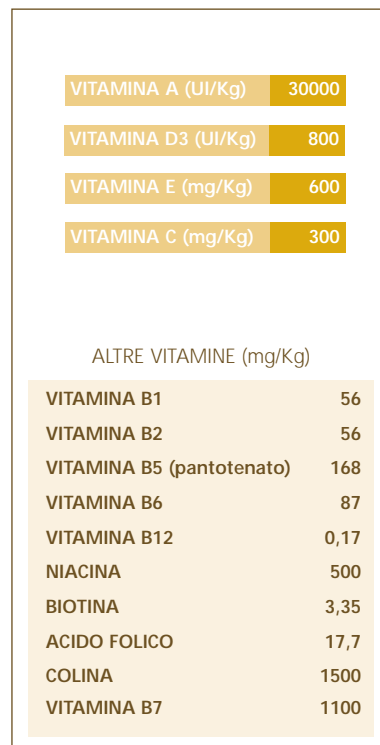 VITAMINA A (UI/Kg) 30000
VITAMINA D3 (UI/Kg) 800
VITAMINA E (mg/Kg) 600
VITAMINA C (mg/Kg) 300
ALTRE VITAMINE (mg/Kg)
VITAMINA B1 56
VITAMINA B2 56
VITAMINA B5 (pantotenato) 168
VITAMINA B6 87
VITAMINA B12 0,17
NIACINA 500
BIOTINA 3,35
ACIDO FOLICO 17,7
COLINA 1500
VITAMINA B7 1100